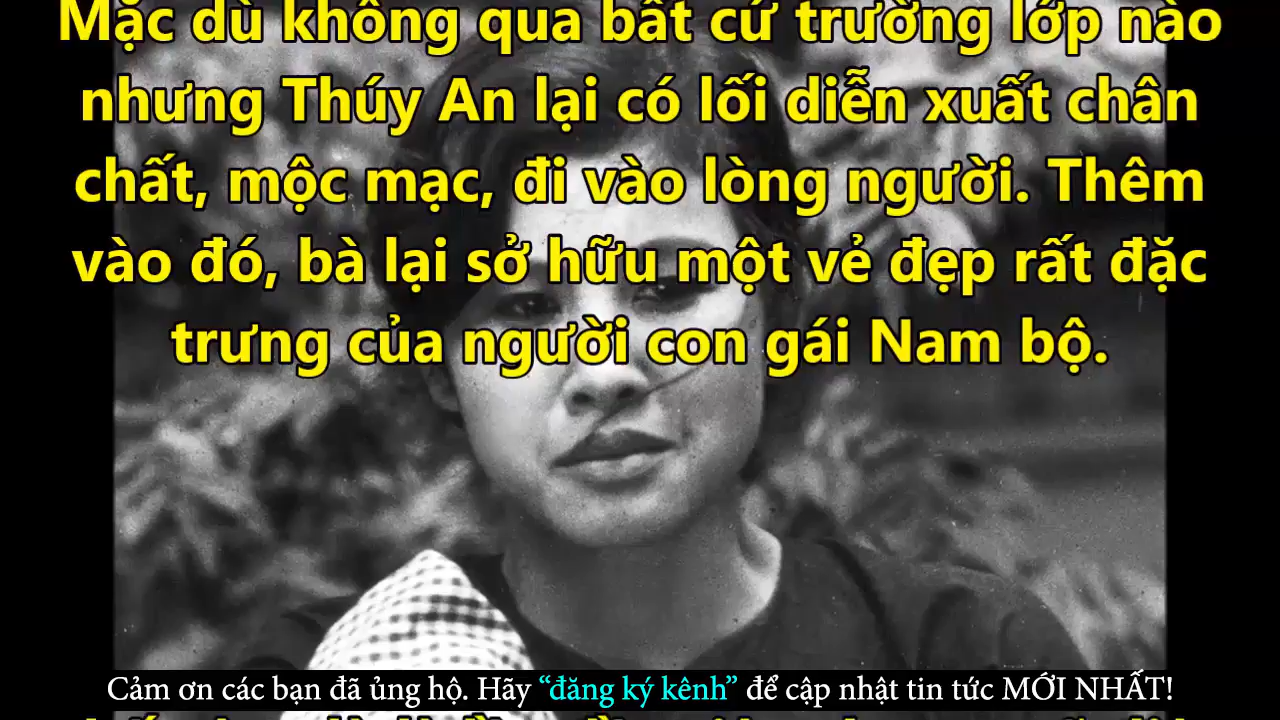 Mặc dù không qua bất cứ trường lớp nào
nhưng Thúy An lại có lối diễn xuất chân
chất, mộc mạc, đi vào lòng người. Thêm
vào đó, bà lại sở hữu một vẻ đẹp rất đặc
trưng của người con gái Nam bộ.
Cảm ơn các bạn đã ủng hộ. Hãy “đăng ký kênh” để cập nhật tin tức MỚI NHẤT!